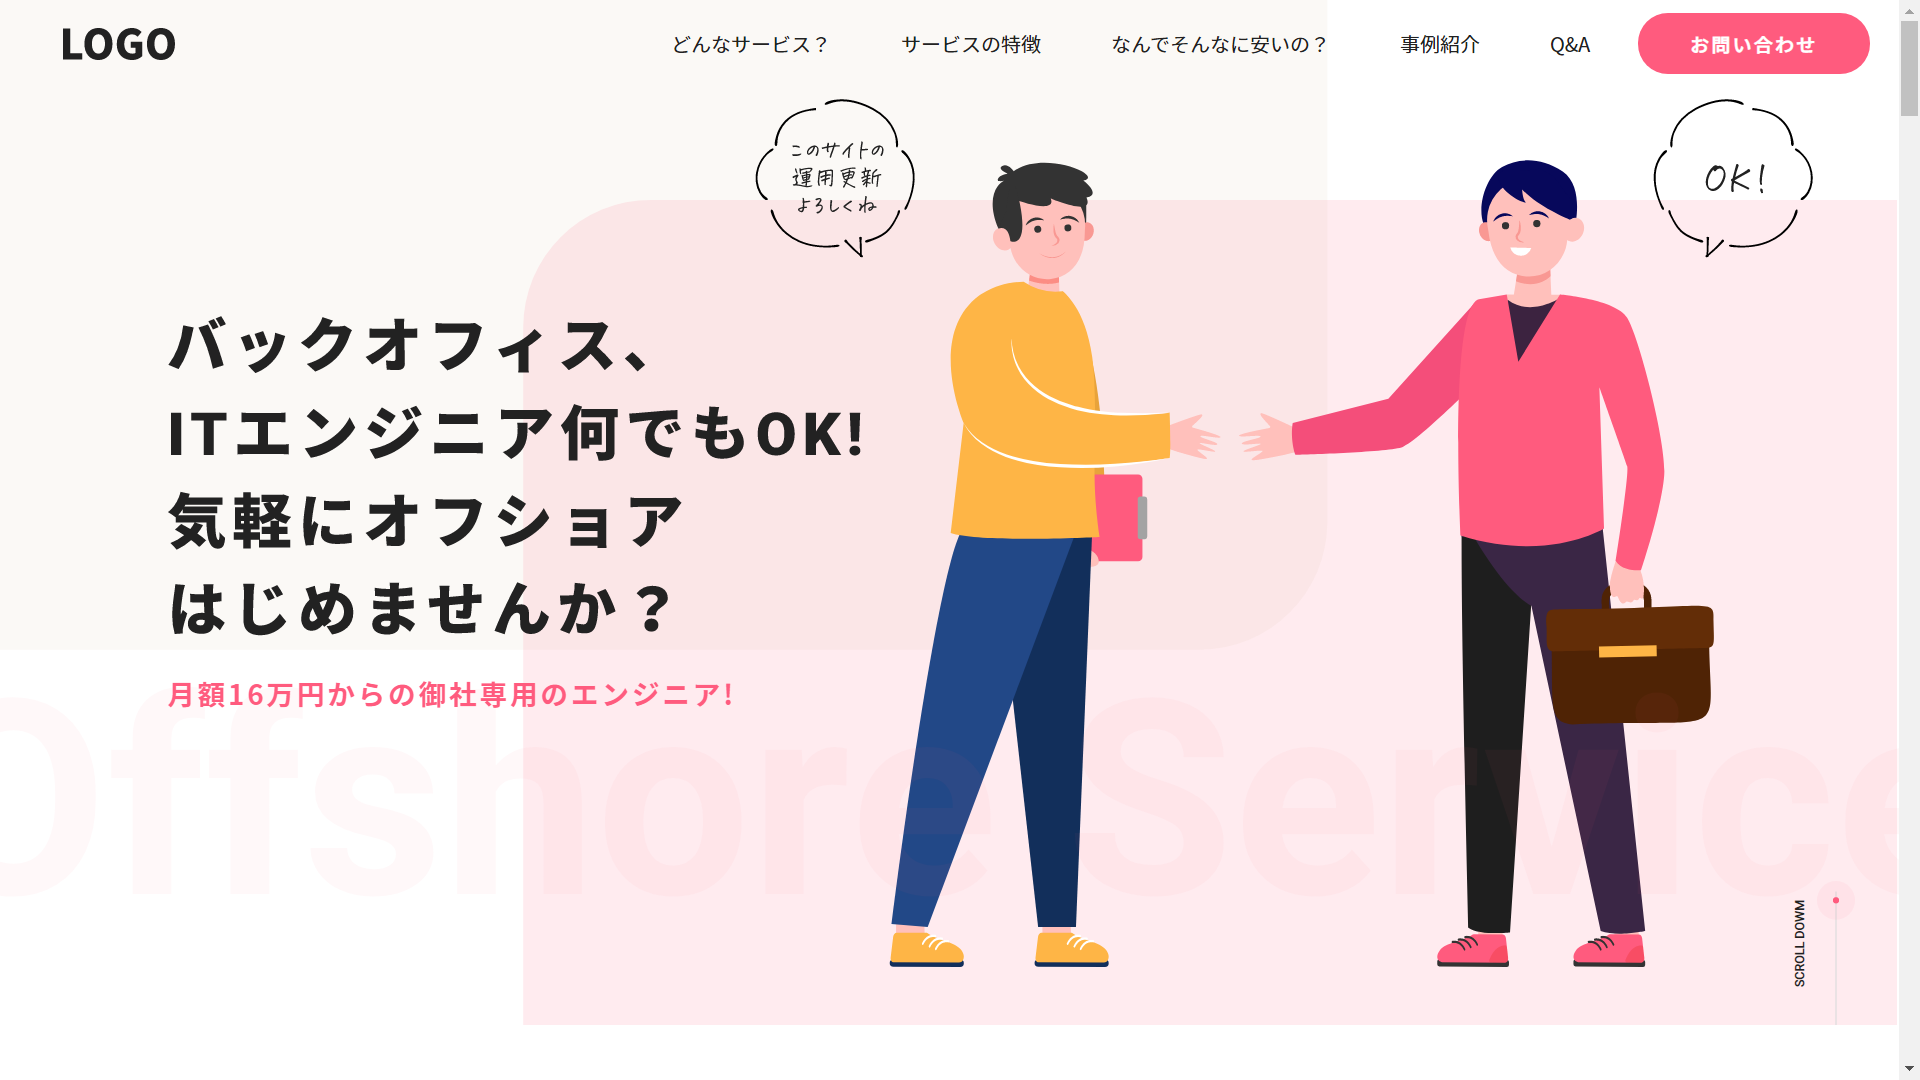 LOGO
どんなサービス？
サービスの特徴
なんでそんなに安いの？
事例紹介
Q&A
お問い合わせ
このサイトの
運用更新
よろしくね
OK!
バックオフィス、
ITエンジニア何でもOK!
気軽にオフショア
はじめませんか？
月額16万円からの御社専用のエンジニア!
Offshore Service
SCROLL DOWM